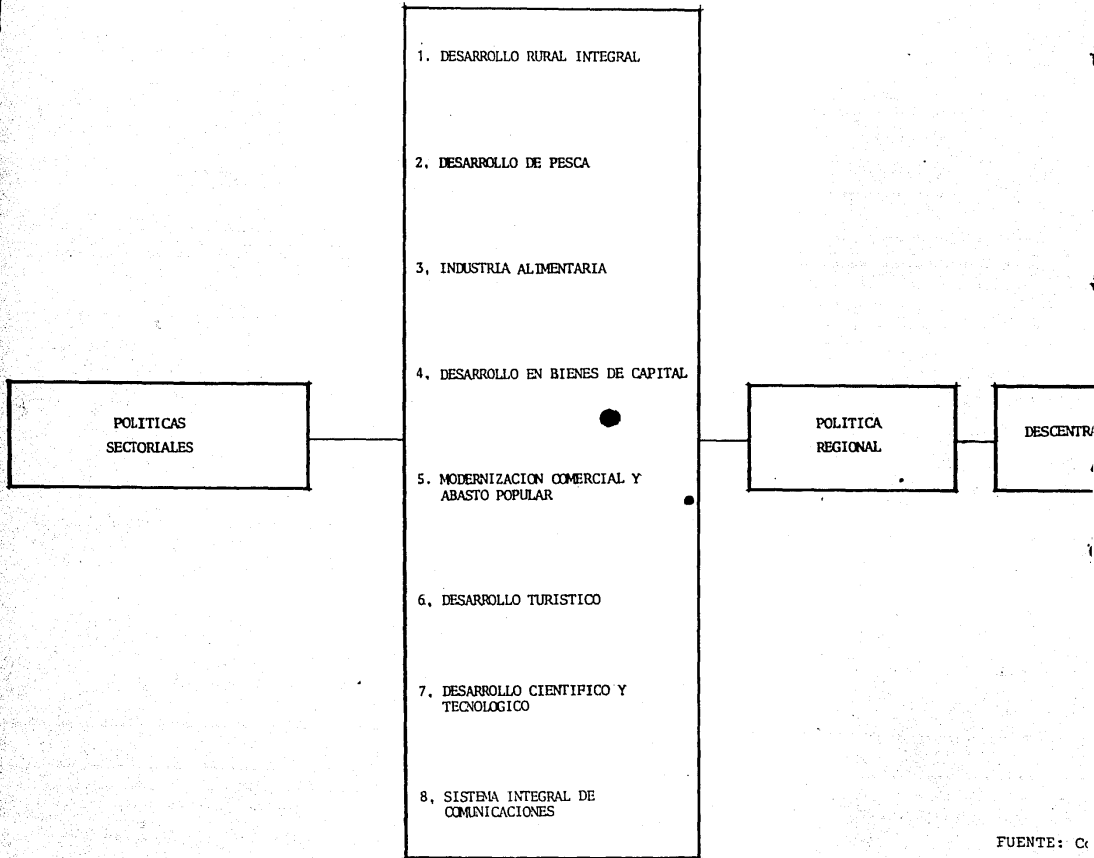 1. DESARROLLO RURAL INTEGRAL
2. DESARROLLO DE PESCA
3, INDUSTRIA ALIMENTARIA
4, DESARROLLO EN BIENES DE CAPITAL
POLITICAS
SECTORIALES
POLITICA
REGIONAL
5. MODERNIZACION COMERCIAL Y
ABASTO POPULAR
6, DESARROLLO TURISTICO
7, DESARROLLO CIENTIFICO Y
TECNOLOGICO
8, SISTEMA INTEGRAL DE
COMUNICACIONES
FUENTE: